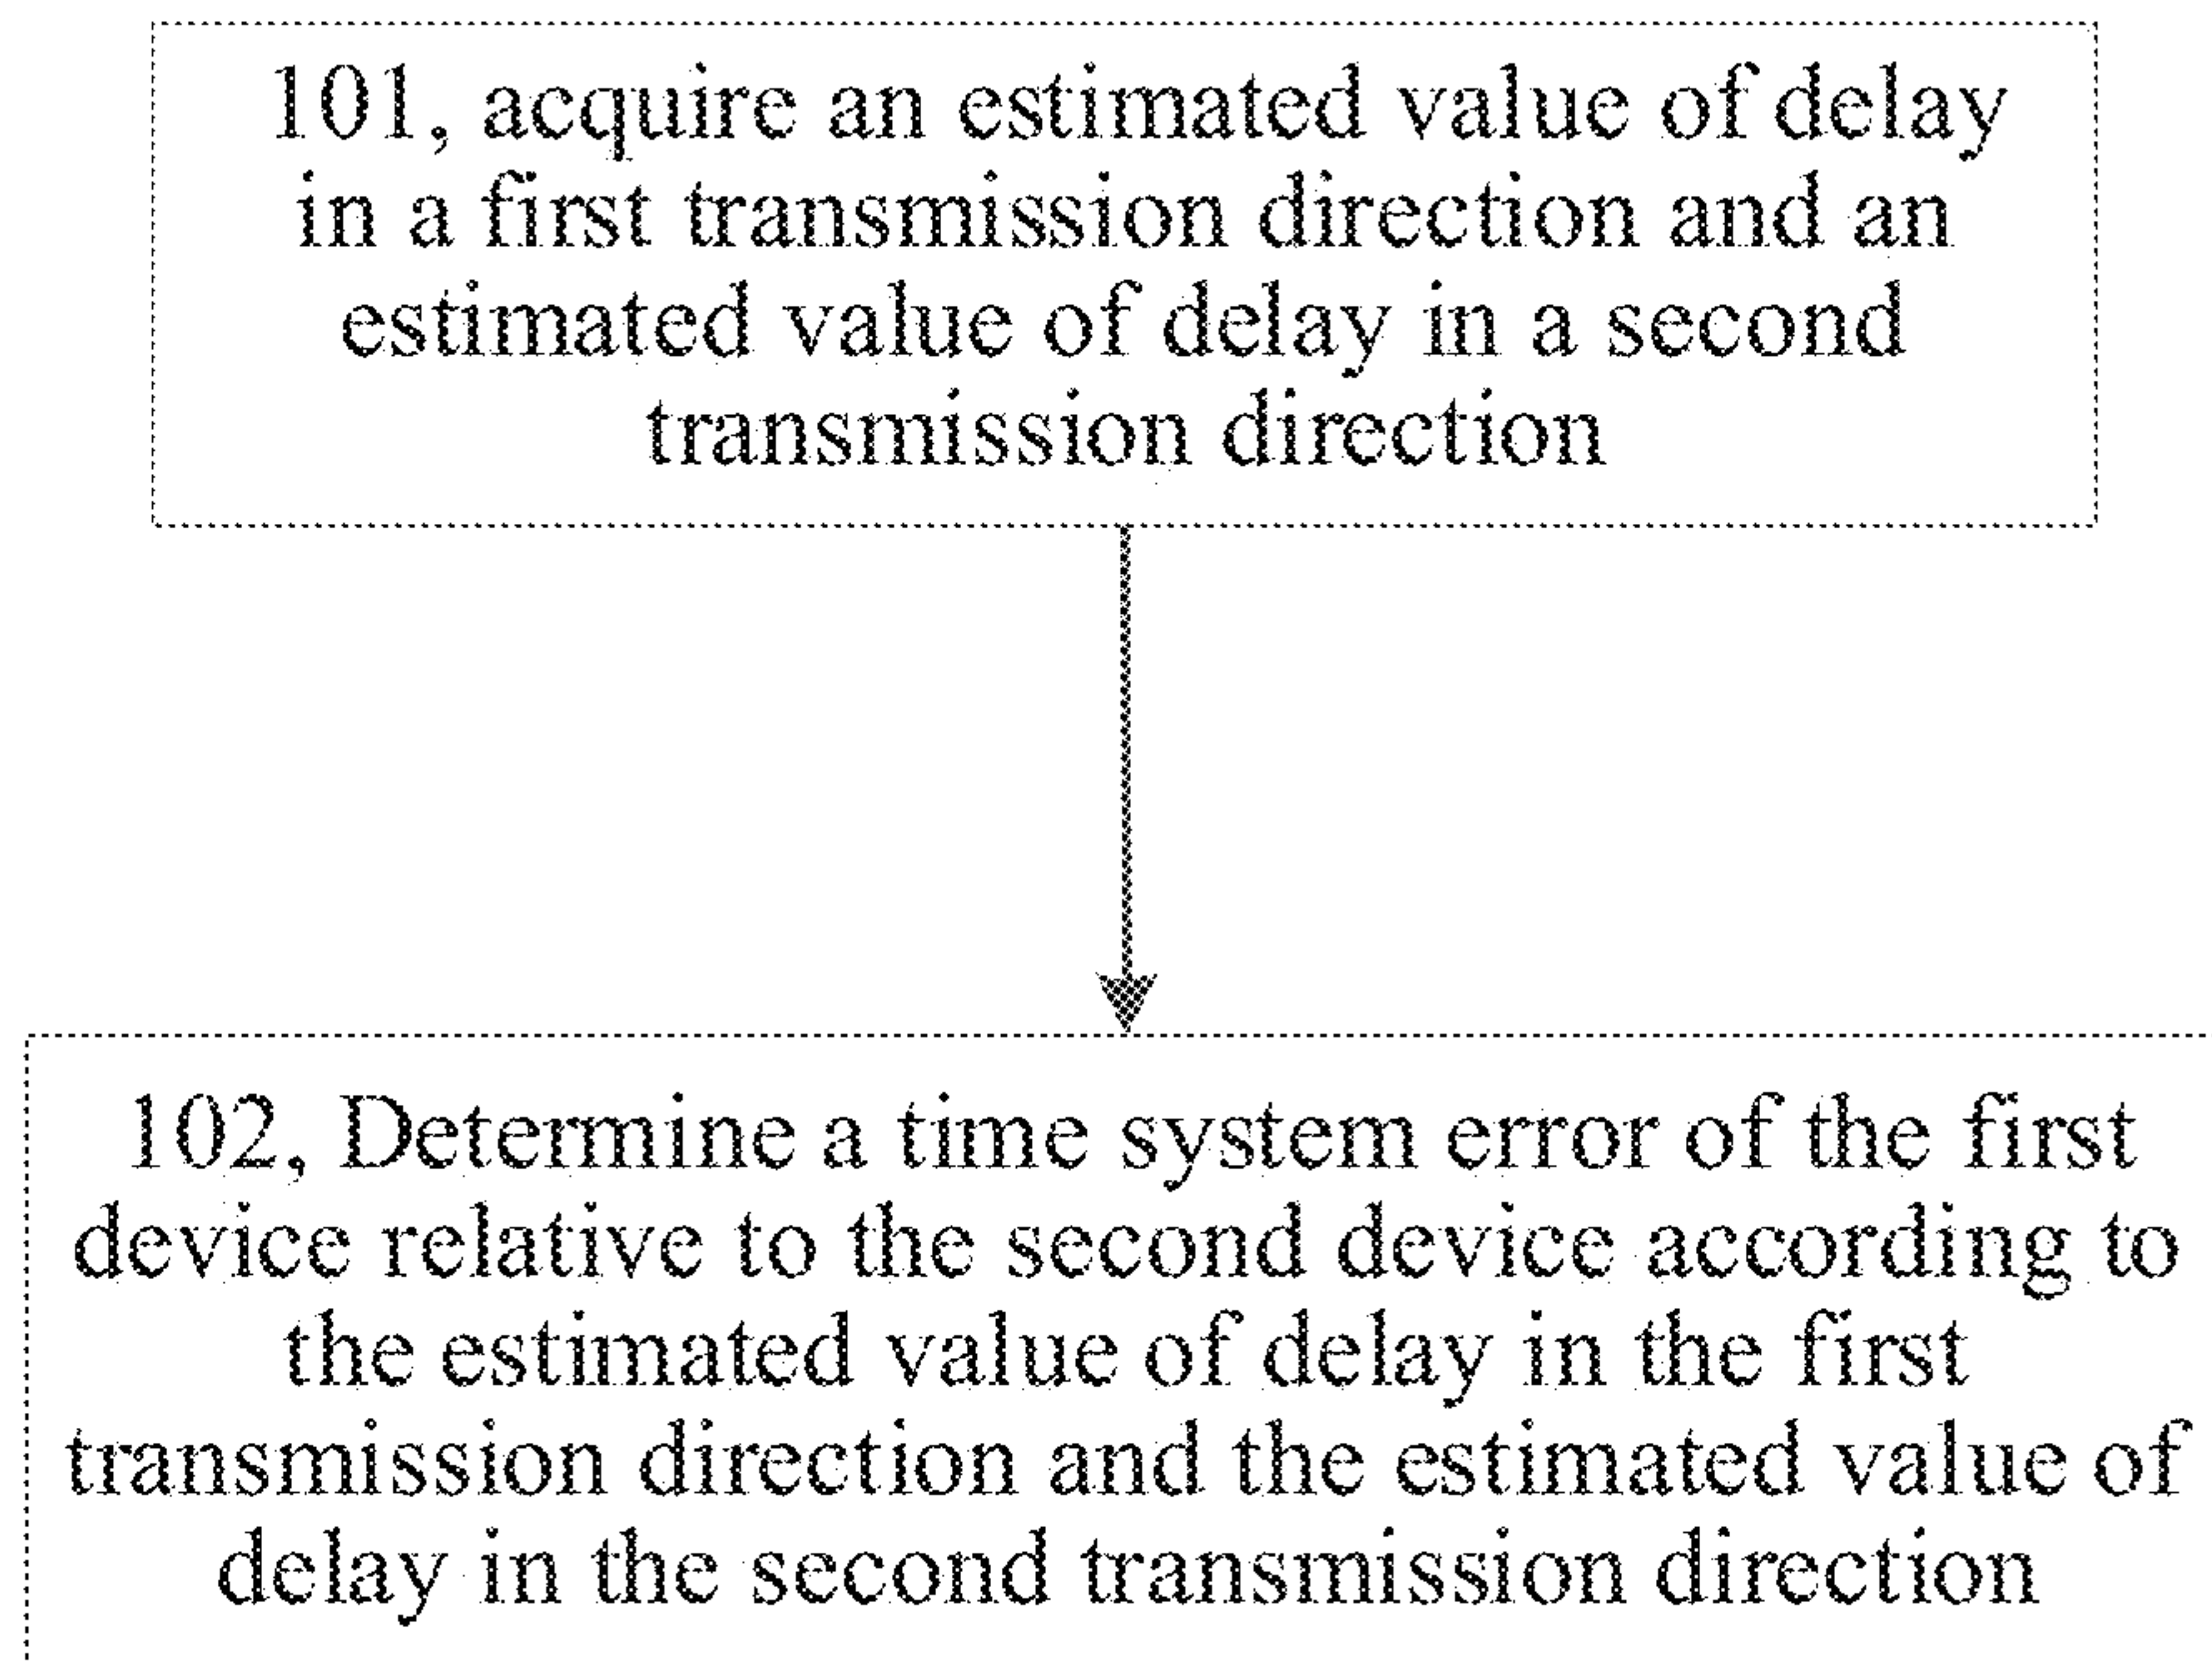 101, acquire an estimated value of delay
in a first transmission direction and an
estimated value of delay in a second
transmission direction
102, Determine a time system error of the first
device relative to the second device according to
the estimated value of delay in the first
transmission direction and the estimated value of
delay in the second transmission direction